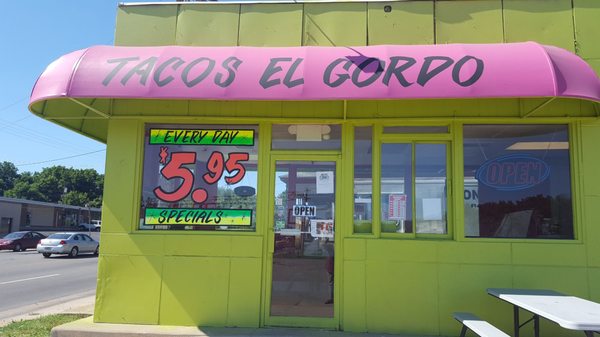 TACOS EL GORDO
EVERY DAY
$5.95
SPECIALS
OPEN
OPEN